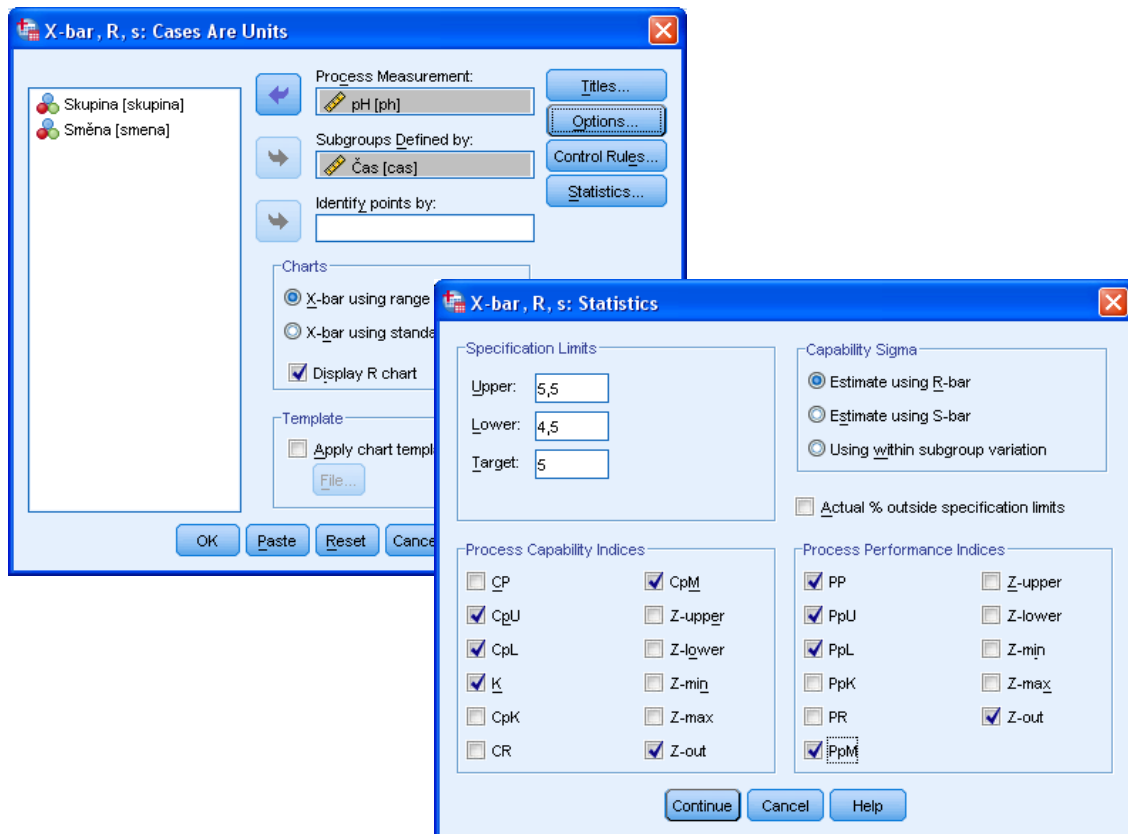 X-bar, R, s: Cases Are Units
Skupina [skupina]
Směna [smena]
Process Measurement:
pH [ph]
Subgroups Defined by:
Čas [cas]
Identify points by:
Titles...
Options...
Control Rules...
Statistics...
Charts
X-bar using range
X-bar using standa
Display R chart
Template
Apply chart templ
File...
OK
Paste
Reset
Cance
X-bar, R, s: Statistics
Specification Limits
Upper: 5,5
Lower: 4,5
Target: 5
Capability Sigma
Estimate using R-bar
Estimate using S-bar
Using within subgroup variation
Actual % outside specification limits
Process Capability Indices
CP
CpU
CpL
K
CpK
CR
CpM
Z-upper
Z-lower
Z-min
Z-max
Z-out
Process Performance Indices
PP
PpU
PpL
PpK
PR
PpM
Z-upper
Z-lower
Z-min
Z-max
Z-out
Continue
Cancel
Help